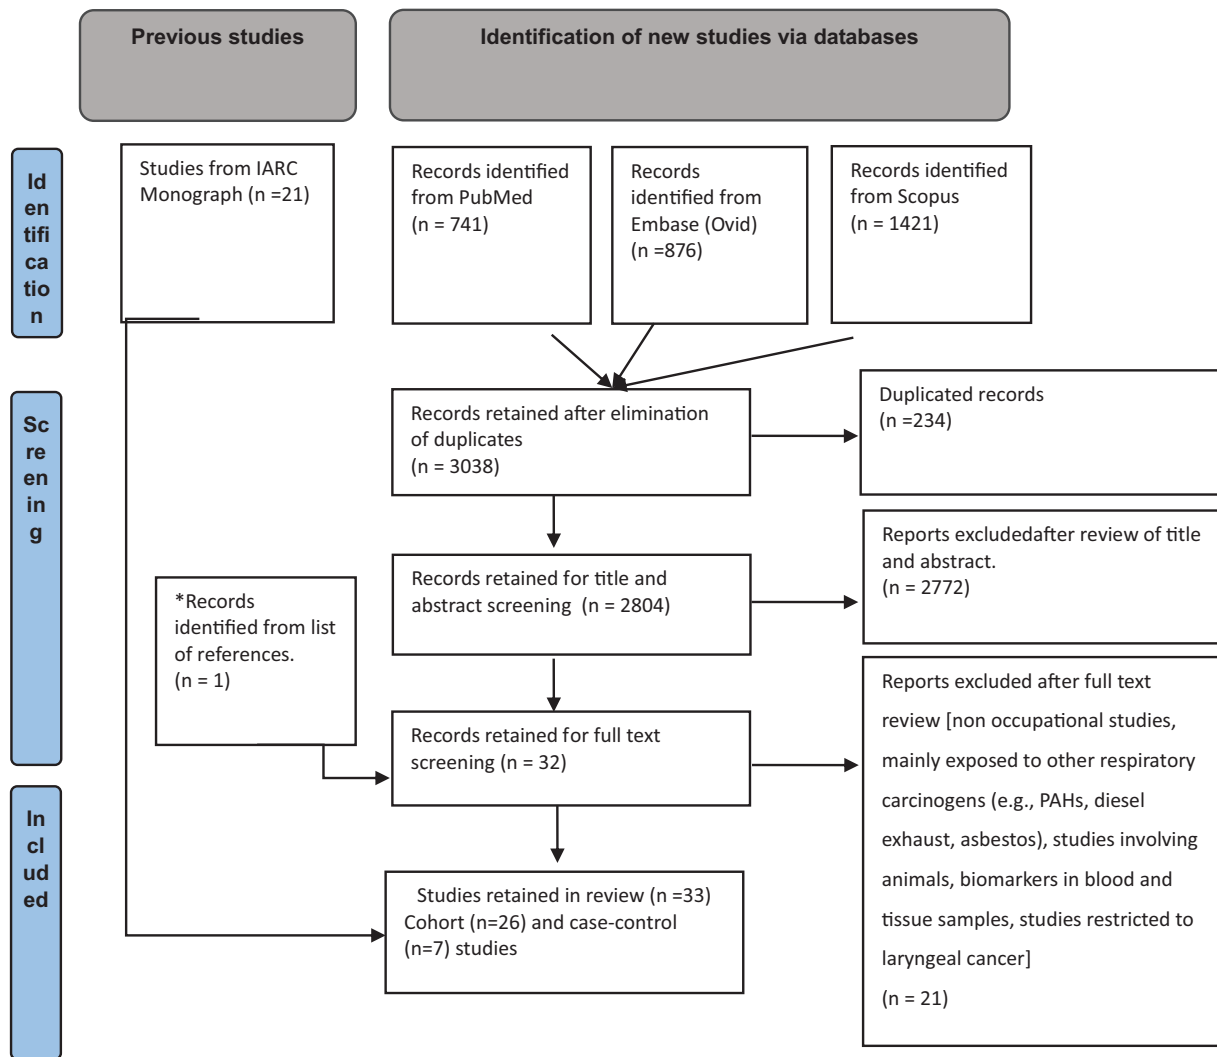 Previous studies
Identification of new studies via databases
Id
en
tifi
ca
tio
n
Studies from IARC
Monograph (n =21)
Records identified
from PubMed
(n = 741)
Records
identified from
Embase (Ovid)
(n =876)
Records identified
from Scopus
(n = 1421)
Sc
re
en
in
g
Records retained after elimination
of duplicates
(n = 3038)
Duplicated records
(n =234)
Records retained for title and
abstract screening (n = 2804)
Reports excludedafter review of title
and abstract.
(n = 2772)
*Records
identified from list
of references.
(n = 1)
Records retained for full text
screening (n = 32)
Reports excluded after full text
review [non occupational studies,
mainly exposed to other respiratory
carcinogens (e.g., PAHs, diesel
exhaust, asbestos), studies involving
animals, biomarkers in blood and
tissue samples, studies restricted to
laryngeal cancer]
(n = 21)
In
cl
ud
ed
Studies retained in review (n =33)
Cohort (n=26) and case-control
(n=7) studies